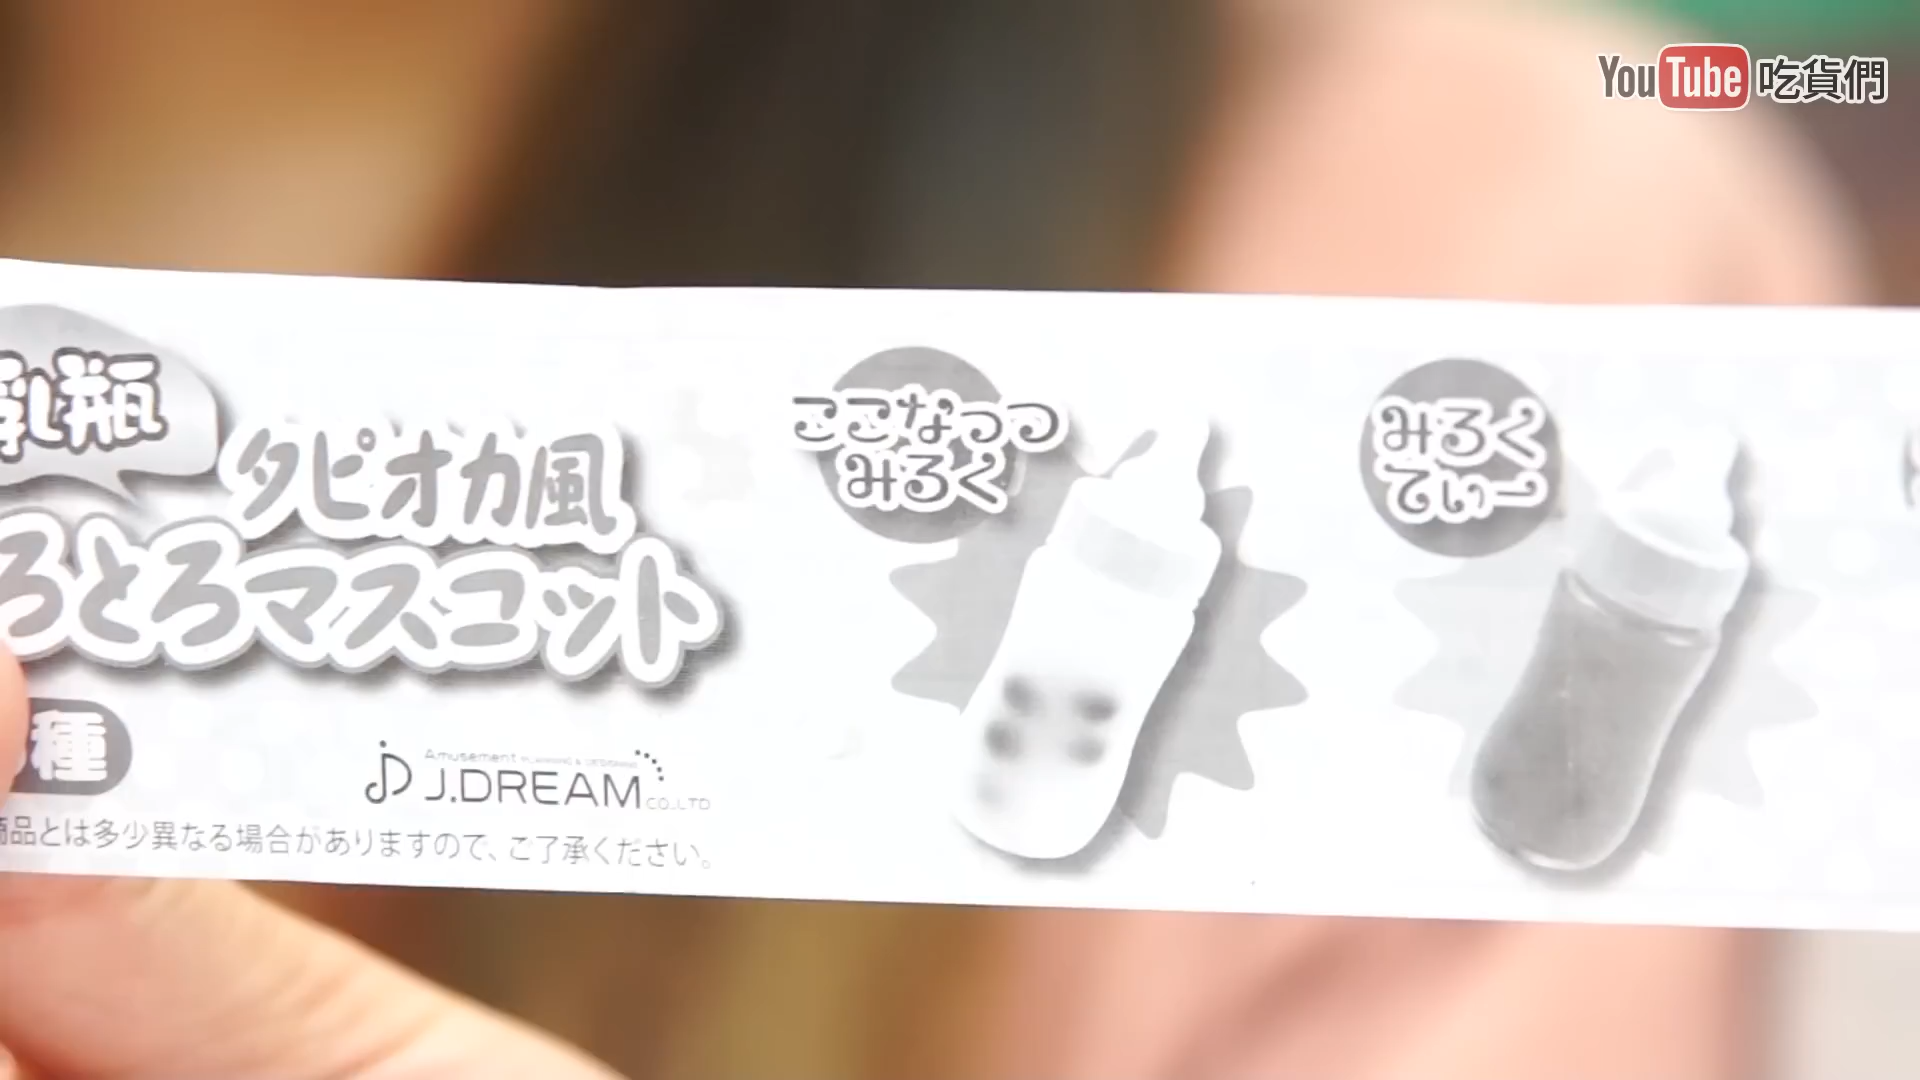 YouTube 吃貨們
乳瓶
タピオカ風
ろとろマスコット
種
Amusement PLANNING & DESIGNING
J.DREAM CO.,LTD
商品とは多少異なる場合がありますので、ご了承ください。
ここなっつ
みるく
みるく
てぃー